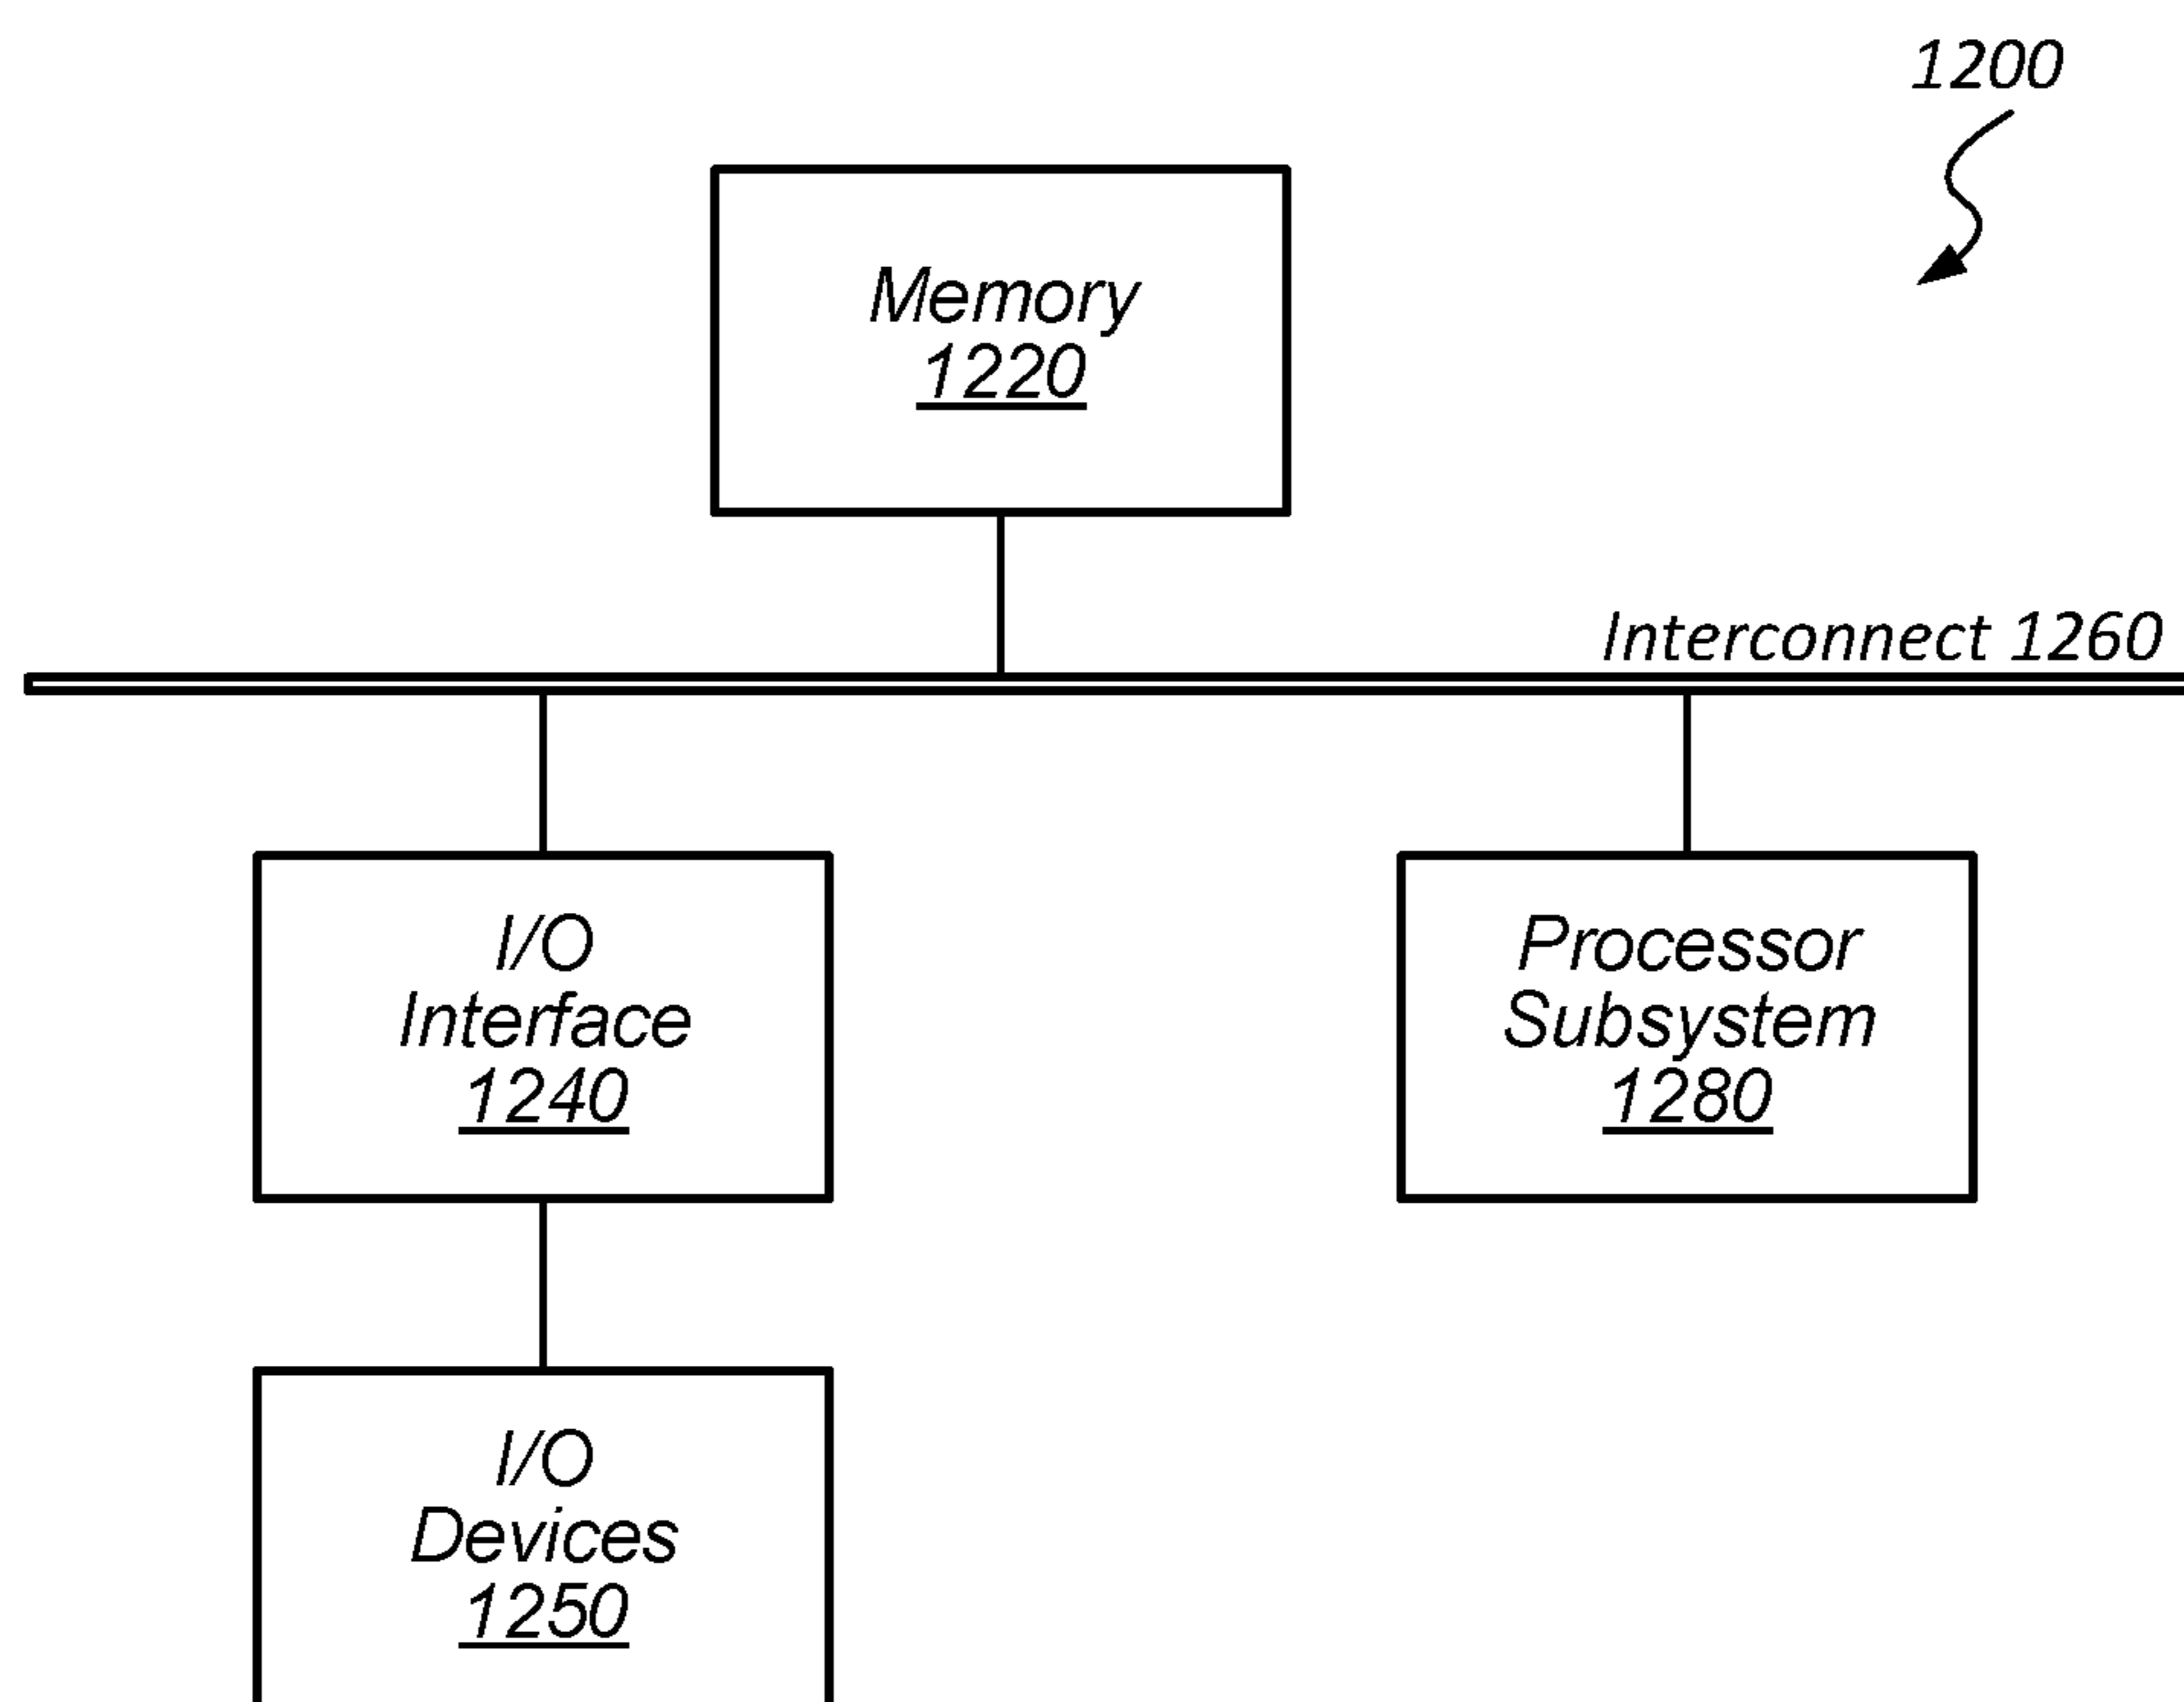 1200
Memory
1220
Interconnect 1260
I/O
Interface
1240
Processor
Subsystem
1280
I/O
Devices
1250